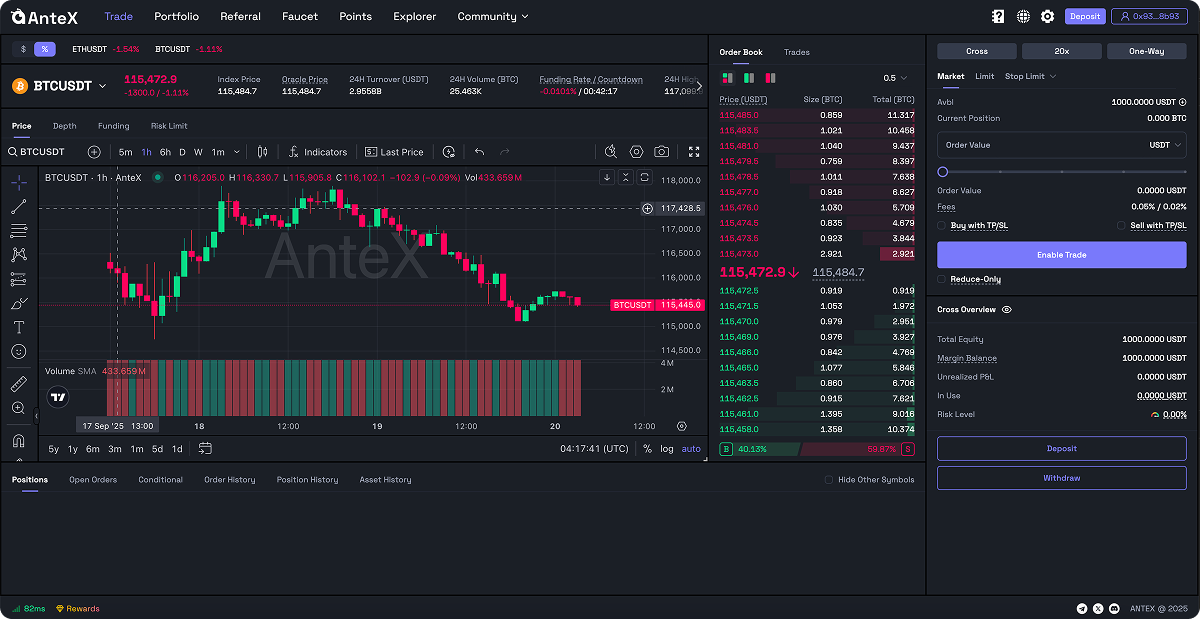 AnteX Trade Portfolio Referral Faucet Points Explorer Community Deposit 0x93...8b93
$ % ETHUSDT -1.54% BTCUSDT -1.11%
BTCUSDT 115,472.9 -1300.0 / -1.11%
Index Price 115,484.7
Oracle Price 115,484.7
24H Turnover (USDT) 2.9558B
24H Volume (BTC) 25.463K
Funding Rate / Countdown -0.0101% / 00:42:17
24H High 117,099
Price Depth Funding Risk Limit
BTCUSDT 5m 1h 6h D W 1m Indicators Last Price
BTCUSDT · 1h · AnteX O116,205.0 H116,330.7 L115,905.8 C116,102.1 -102.9 (-0.09%) Vol433.659M
AnteX
118,000.0
117,428.5
117,000.0
116,500.0
116,000.0
BTCUSDT 115,445.0
115,000.0
114,500.0
4M
2M
Volume SMA 433.659M
17 Sep '25 13:00 18 12:00 19 12:00 20 12:00
5y 1y 6m 3m 1m 5d 1d 04:17:41 (UTC) % log auto
Order Book Trades
0.5
Price (USDT) Size (BTC) Total (BTC)
115,485.0 0.859 11.317
115,483.5 1.021 10.458
115,481.0 1.040 9.437
115,479.5 0.759 8.397
115,478.5 1.011 7.638
115,477.0 0.918 6.627
115,476.0 1.030 5.709
115,474.5 0.835 4.679
115,473.5 0.923 3.844
115,473.0 2.921 2.921
115,472.9↓ 115,484.7
115,472.5 0.919 0.919
115,471.5 1.053 1.972
115,470.0 0.979 2.951
115,469.0 0.976 3.927
115,466.0 0.842 4.769
115,465.0 1.077 5.846
115,463.5 0.860 6.706
115,462.5 0.915 7.621
115,461.0 1.395 9.016
115,458.0 1.358 10.374
B 40.13% 59.87% S
Cross 20x One-Way
Market Limit Stop Limit
Avbl 1000.0000 USDT
Current Position 0.000 BTC
Order Value USDT
Order Value 0.0000 USDT
Fees 0.05% / 0.02%
Buy with TP/SL Sell with TP/SL
Enable Trade
Reduce-Only
Cross Overview
Total Equity 1000.0000 USDT
Margin Balance 1000.0000 USDT
Unrealized P&L 0.0000 USDT
In Use 0.0000 USDT
Risk Level 0.00%
Deposit
Withdraw
Positions Open Orders Conditional Order History Position History Asset History Hide Other Symbols
82ms Rewards ANTEX @ 2025